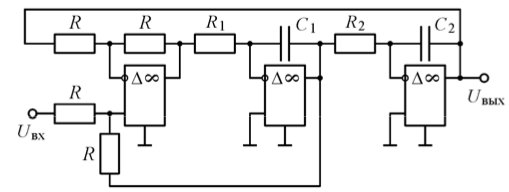 R R R₁ C₁ R₂ C₂
Δ∞ Δ∞ Δ∞
R
Uвх
Uвых
R